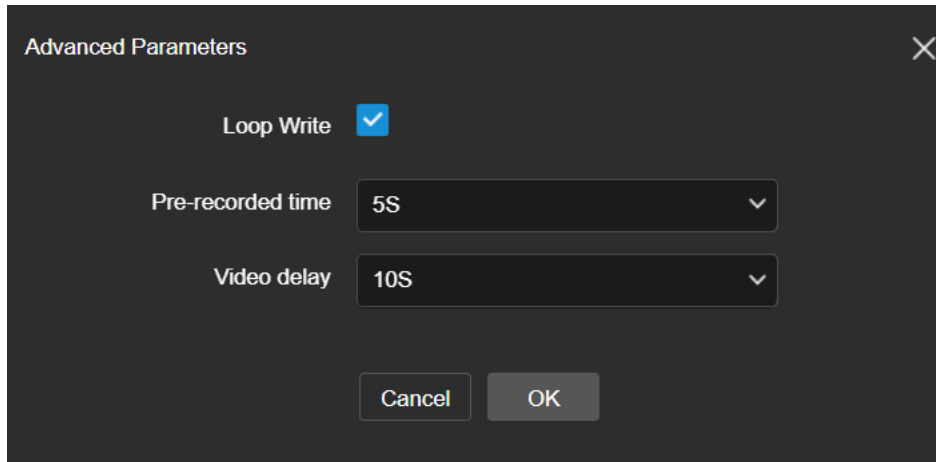 Advanced Parameters
Loop Write
Pre-recorded time 5S
Video delay 10S
Cancel OK